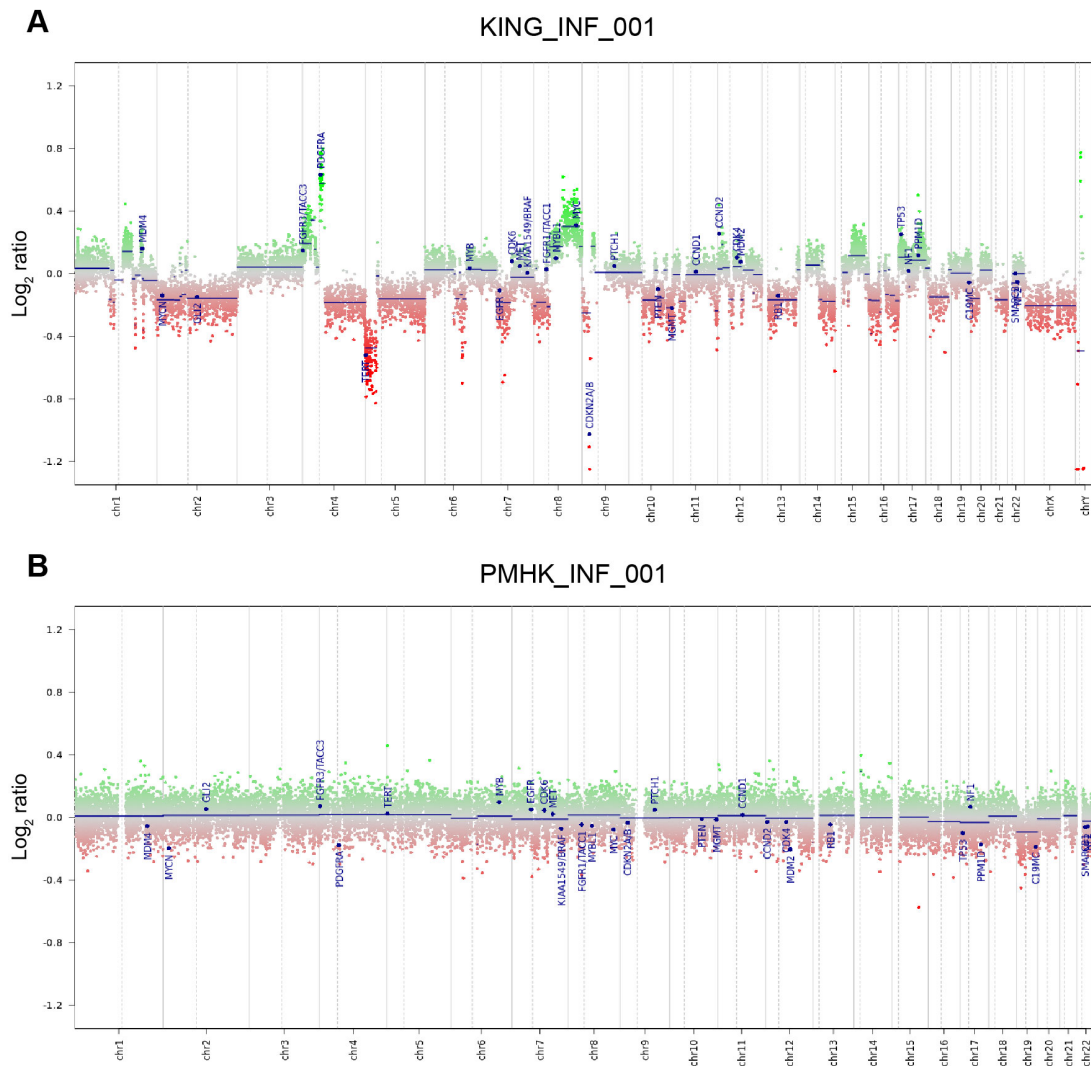 A
KING_INF_001
Log2 ratio
1.2
0.8
0.4
0.0
-0.4
-0.8
-1.2
MDM4
MYCN
GLI2
FGFR3/TACC3
PDGFRA
TERT
MYB
EGFR
CDK6
MET
KIAA1549/BRAF
FGFR1/TACC1
MYBL1
MYC
CDKN2A/B
PTCH1
PTEN
MGMT
CCND1
CCND2
CDK4
MDM2
RB1
TP53
NF1
PPM1D
C19MC
SMARCB1
NF2
chr1
chr2
chr3
chr4
chr5
chr6
chr7
chr8
chr9
chr10
chr11
chr12
chr13
chr14
chr15
chr16
chr17
chr18
chr19
chr20
chr21
chr22
chrX
chrY
B
PMHK_INF_001
Log2 ratio
1.2
0.8
0.4
0.0
-0.4
-0.8
-1.2
MDM4
MYCN
GLI2
FGFR3/TACC3
PDGFRA
TERT
MYB
EGFR
CDK6
MET
KIAA1549/BRAF
FGFR1/TACC1
MYBL1
MYC
CDKN2A/B
PTCH1
PTEN
MGMT
CCND1
CCND2
CDK4
MDM2
RB1
TP53
NF1
PPM1D
C19MC
SMARCB1
chr1
chr2
chr3
chr4
chr5
chr6
chr7
chr8
chr9
chr10
chr11
chr12
chr13
chr14
chr15
chr16
chr17
chr18
chr19
chr20
chr21
chr22